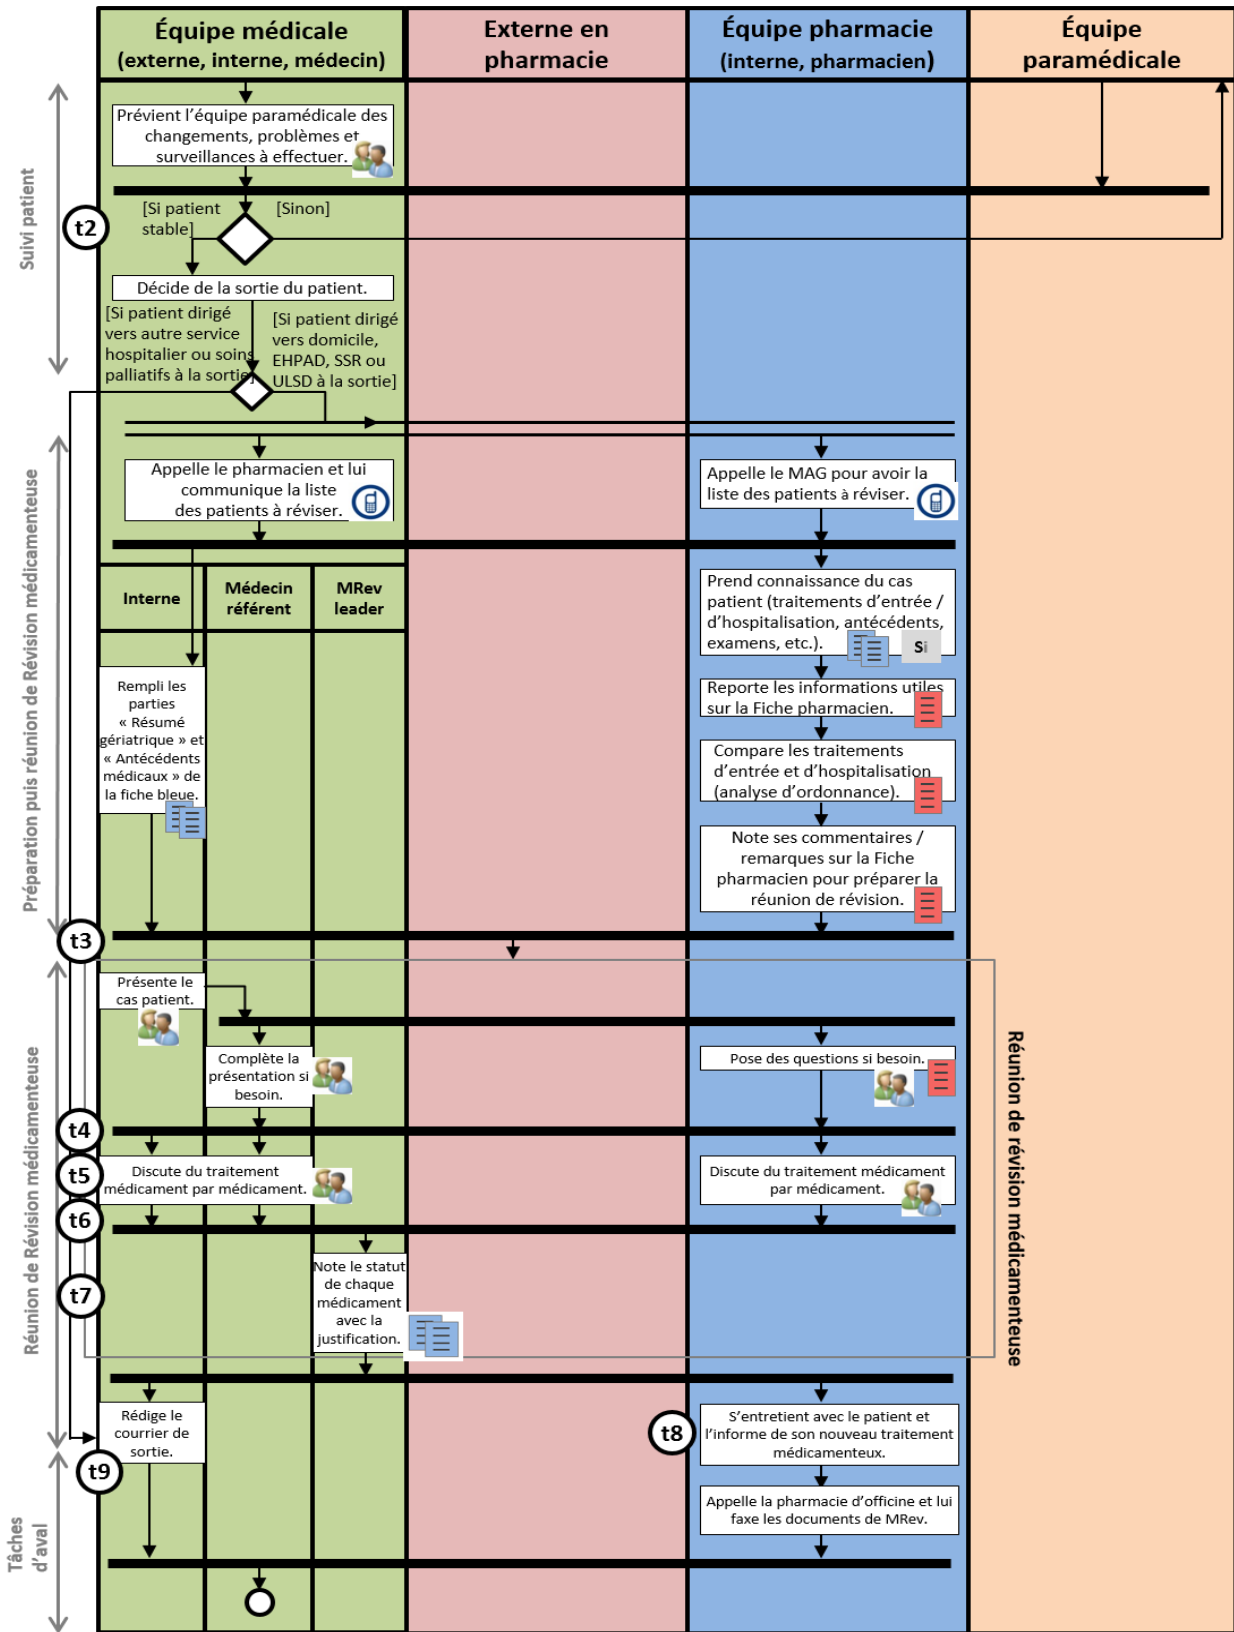 Équipe médicale
(externe, interne, médecin)
Externe en
pharmacie
Équipe pharmacie
(interne, pharmacien)
Équipe
paramédicale
Suivi patient
Prévient l'équipe paramédicale des
changements, problèmes et
surveillances à effectuer.
t2
[Si patient
stable]
[Sinon]
Décide de la sortie du patient.
[Si patient dirigé
vers autre service
hospitalier ou soins
palliatifs à la sortie]
[Si patient dirigé
vers domicile,
EHPAD, SSR ou
ULSD à la sortie]
Préparation puis réunion de Révision médicamenteuse
Appelle le pharmacien et lui
communique la liste
des patients à réviser.
Appelle le MAG pour avoir la
liste des patients à réviser.
Interne
Médecin
référent
MRev
leader
Prend connaissance du cas
patient (traitements d'entrée /
d'hospitalisation, antécédents,
examens, etc.).
Si
Rempli les
parties
« Résumé
gériatrique » et
« Antécédents
médicaux » de
la fiche bleue.
Reporte les informations utiles
sur la Fiche pharmacien.
Compare les traitements
d'entrée et d'hospitalisation
(analyse d'ordonnance).
Note ses commentaires /
remarques sur la Fiche
pharmacien pour préparer la
réunion de révision.
t3
Réunion de Révision médicamenteuse
Présente le
cas patient.
Réunion de révision médicamenteuse
Complète la
présentation si
besoin.
Pose des questions si besoin.
t4
t5
Discute du traitement
médicament par médicament.
Discute du traitement médicament
par médicament.
t6
t7
Note le statut
de chaque
médicament
avec la
justification.
Rédige le
courrier de
sortie.
t8
S'entretient avec le patient et
l'informe de son nouveau traitement
médicamenteux.
t9
Appelle la pharmacie d'officine et lui
faxe les documents de MRev.
Tâches
d'aval